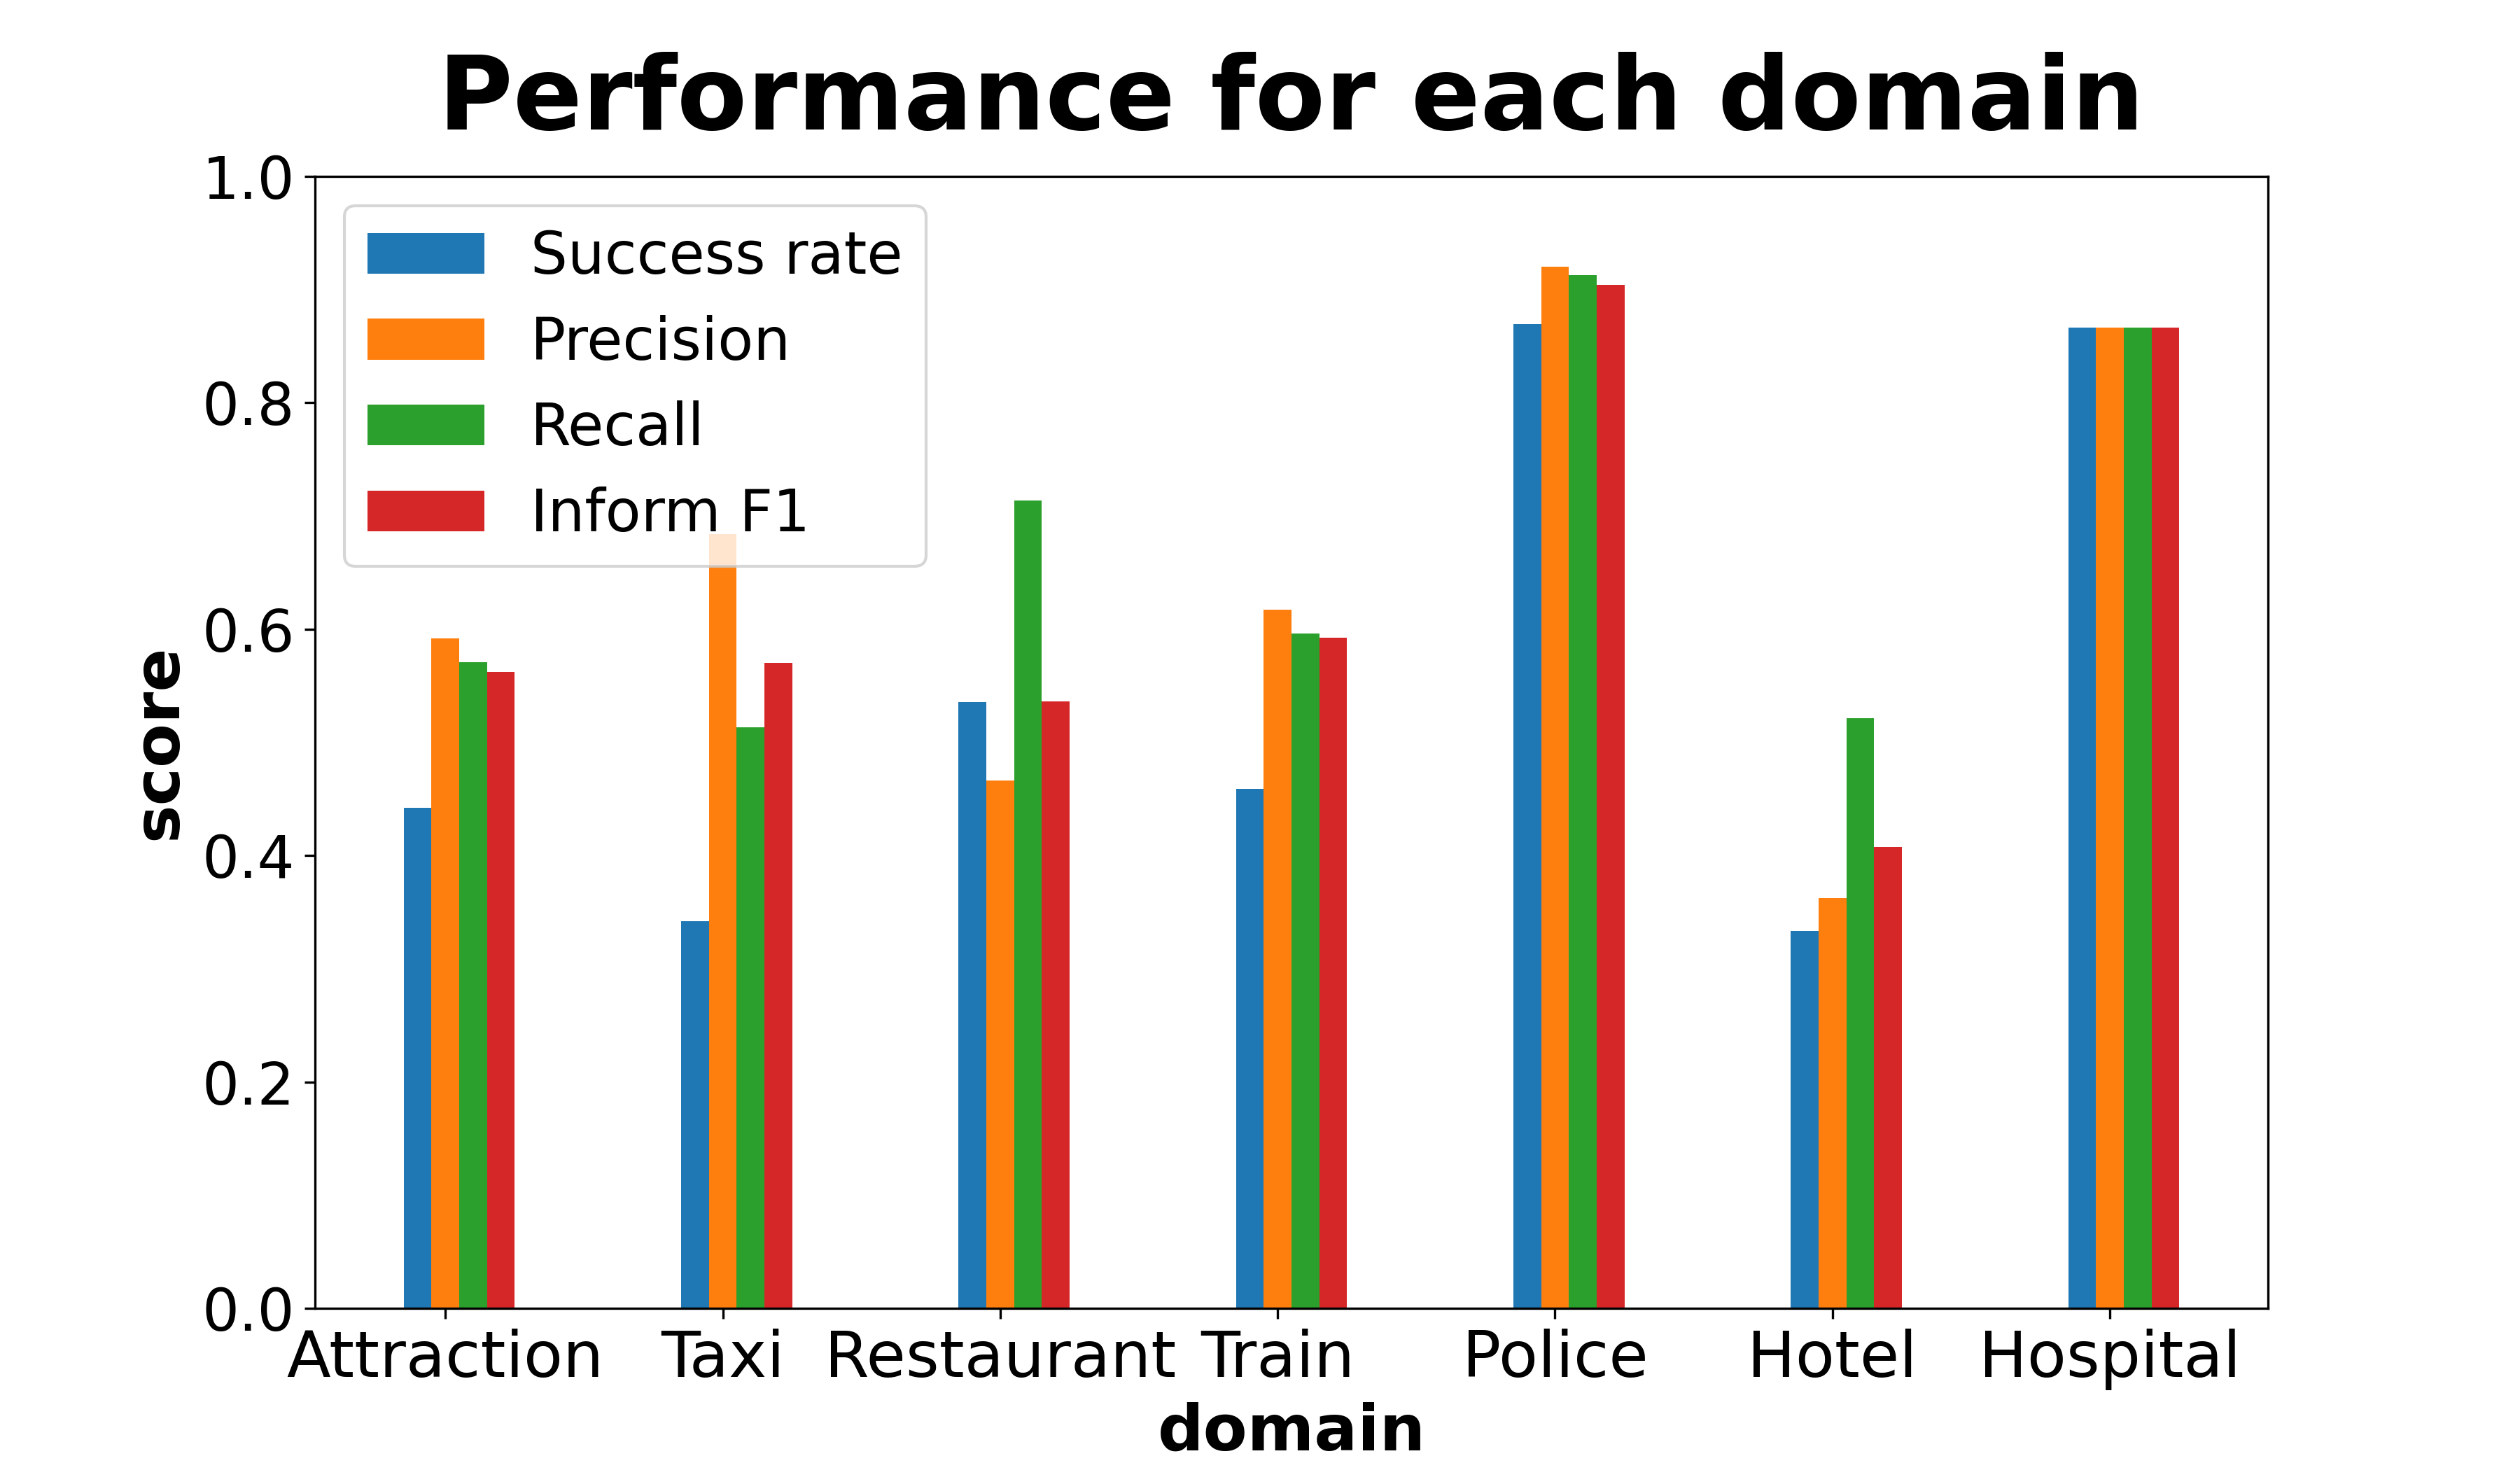 Performance for each domain
1.0
0.8
0.6
0.4
0.2
0.0
score
Success rate
Precision
Recall
Inform F1
Attraction Taxi Restaurant Train Police Hotel Hospital
domain